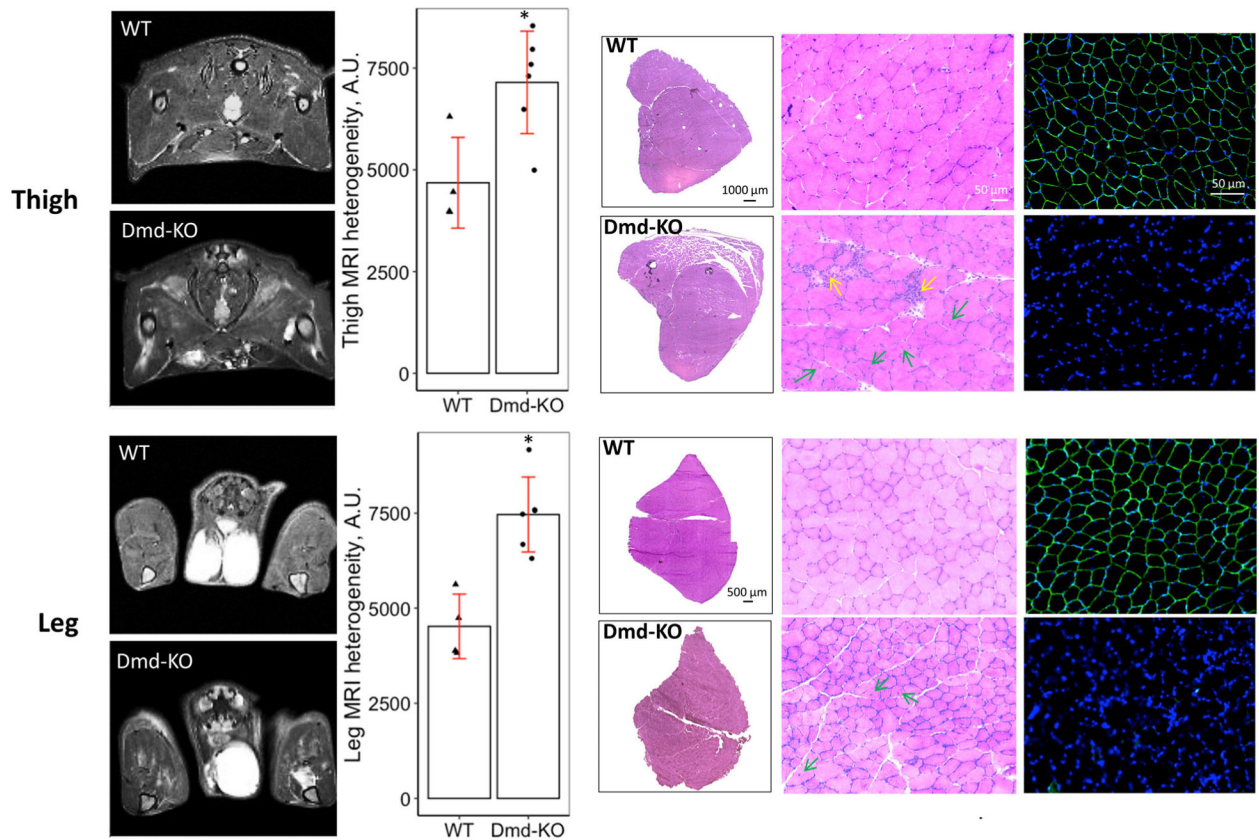 Thigh
WT
Dmd-KO
Thigh MRI heterogeneity, A.U.
7500
5000
2500
0
*
WT
Dmd-KO
WT
1000 µm
50 µm
50 µm
Dmd-KO
Leg
WT
Dmd-KO
Leg MRI heterogeneity, A.U.
7500
5000
2500
0
*
WT
Dmd-KO
WT
500 µm
Dmd-KO